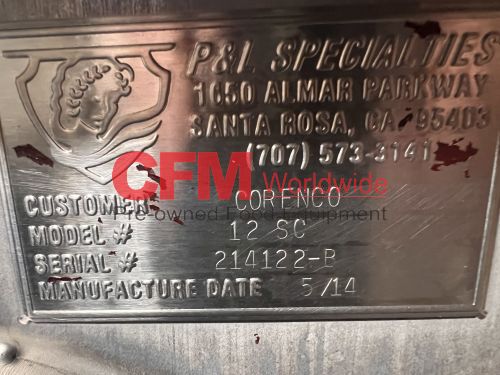 P&L SPECIALTIES
1650 ALMAR PARKWAY
SANTA ROSA, CA. 95403
(707) 573-3141
CFM Worldwide
Pre-owned Food Equipment
CUSTOMER CORENCO
MODEL # 12 SC
SERIAL # 214122-B
MANUFACTURE DATE 5/14